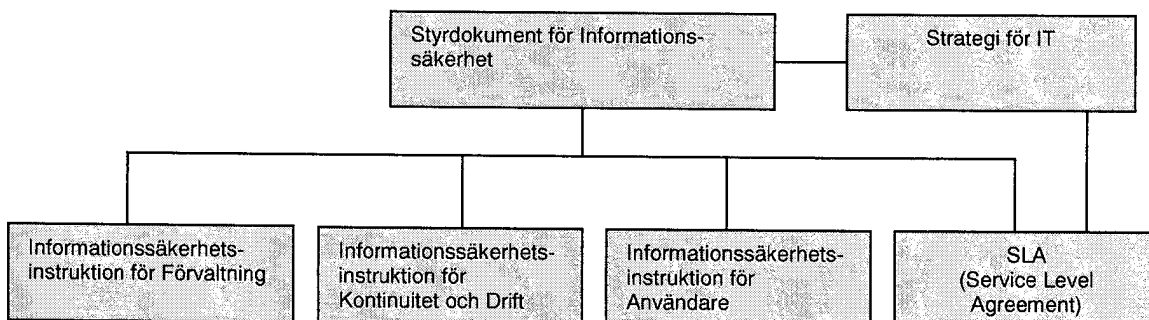 Styrdokument för Informations-
säkerhet
Strategi för IT
Informationssäkerhets-
instruktion för Förvaltning
Informationssäkerhets-
instruktion för
Kontinuitet och Drift
Informationssäkerhets-
instruktion för
Användare
SLA
(Service Level
Agreement)